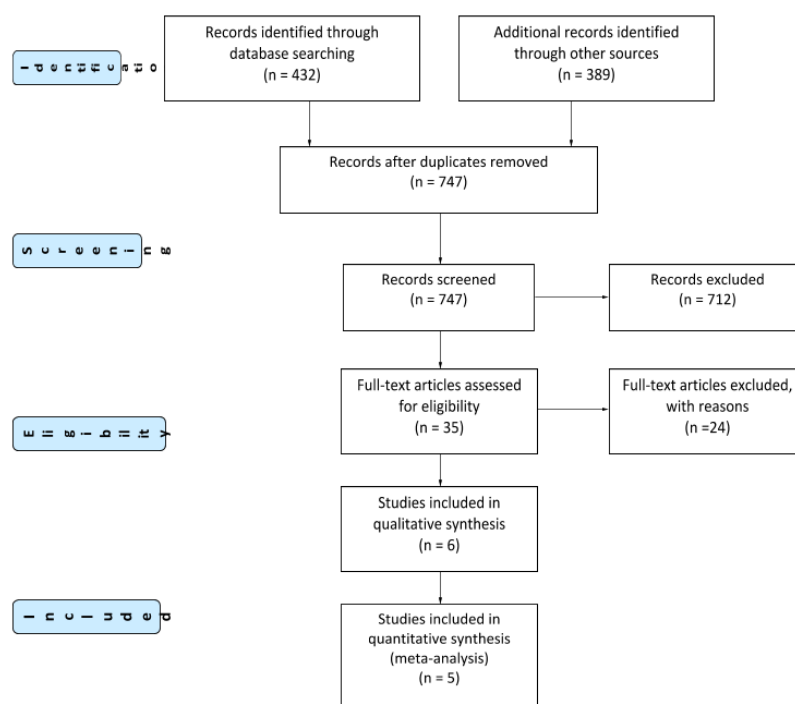 Identificatio
Records identified through
database searching
(n = 432)
Additional records identified
through other sources
(n = 389)
Records after duplicates removed
(n = 747)
Screening
Records screened
(n = 747)
Records excluded
(n = 712)
Full-text articles assessed
for eligibility
(n = 35)
Full-text articles excluded,
with reasons
(n =24)
Eligibility
Studies included in
qualitative synthesis
(n = 6)
Included
Studies included in
quantitative synthesis
(meta-analysis)
(n = 5)